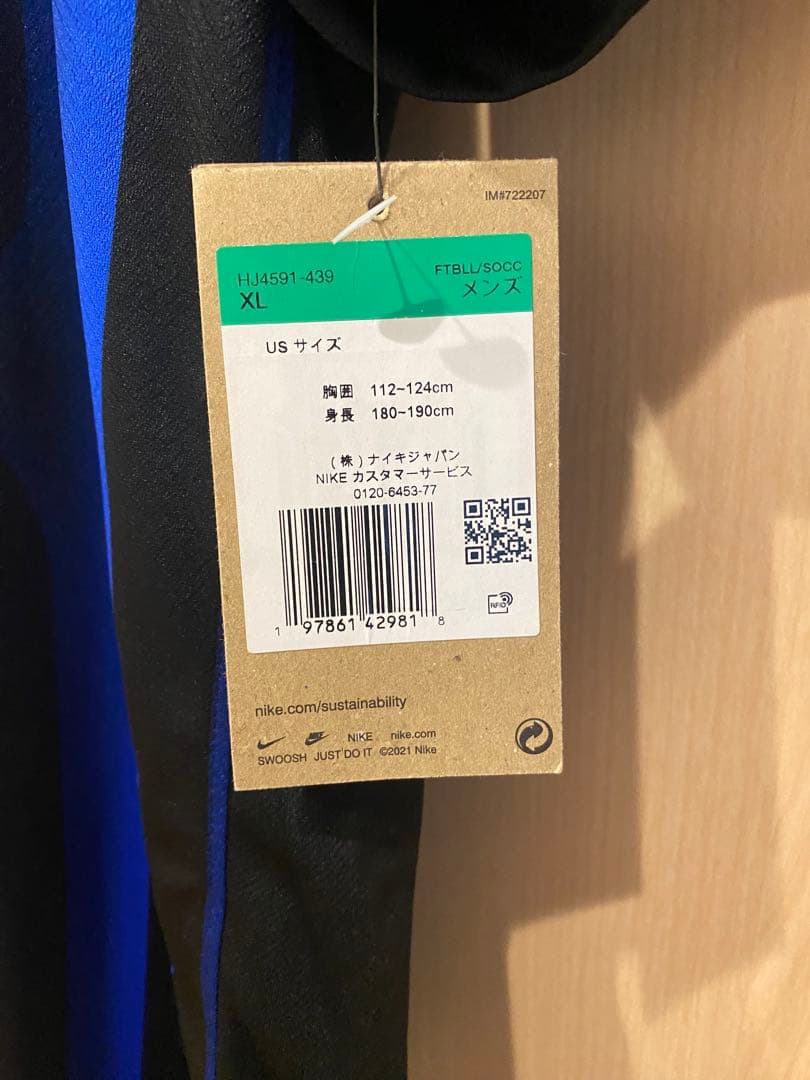 IM#722207
HJ4591-439
FTBLL/SOCC
XL
メンズ
US サイズ
胸囲 112~124cm
身長 180~190cm
(株)ナイキジャパン
NIKE カスタマーサービス
0120-6453-77
1 97861 42981 8
RFID
nike.com/sustainability
NIKE nike.com
SWOOSH JUST DO IT ©2021 Nike